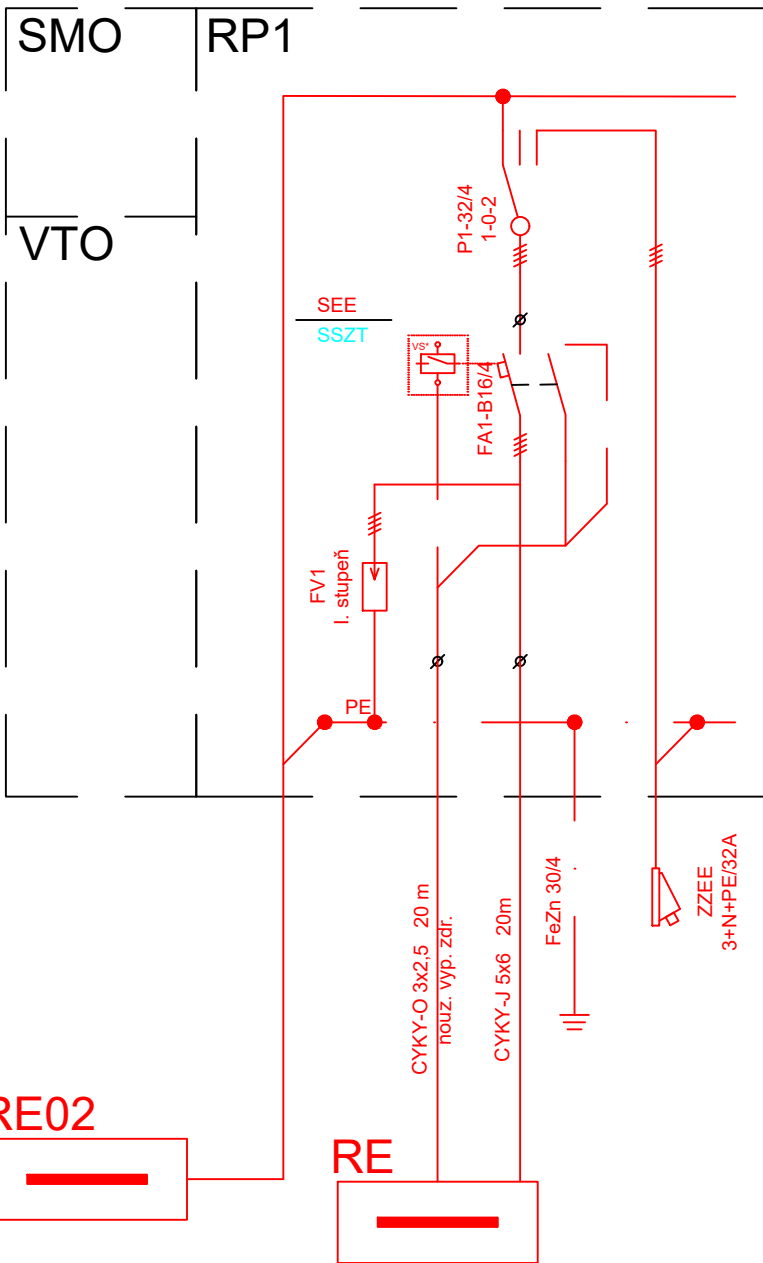 SMO
RP1
VTO
P1-32/4
1-0-2
SEE
SSZT
VS*
FA1-B16/4
FV1
I. stupeň
PE
CYKY-O 3x2,5 20 m
nouz. vyp. zdr.
CYKY-J 5x6 20m
FeZn 30/4
ZZEE
3+N+PE/32A
RE02
RE